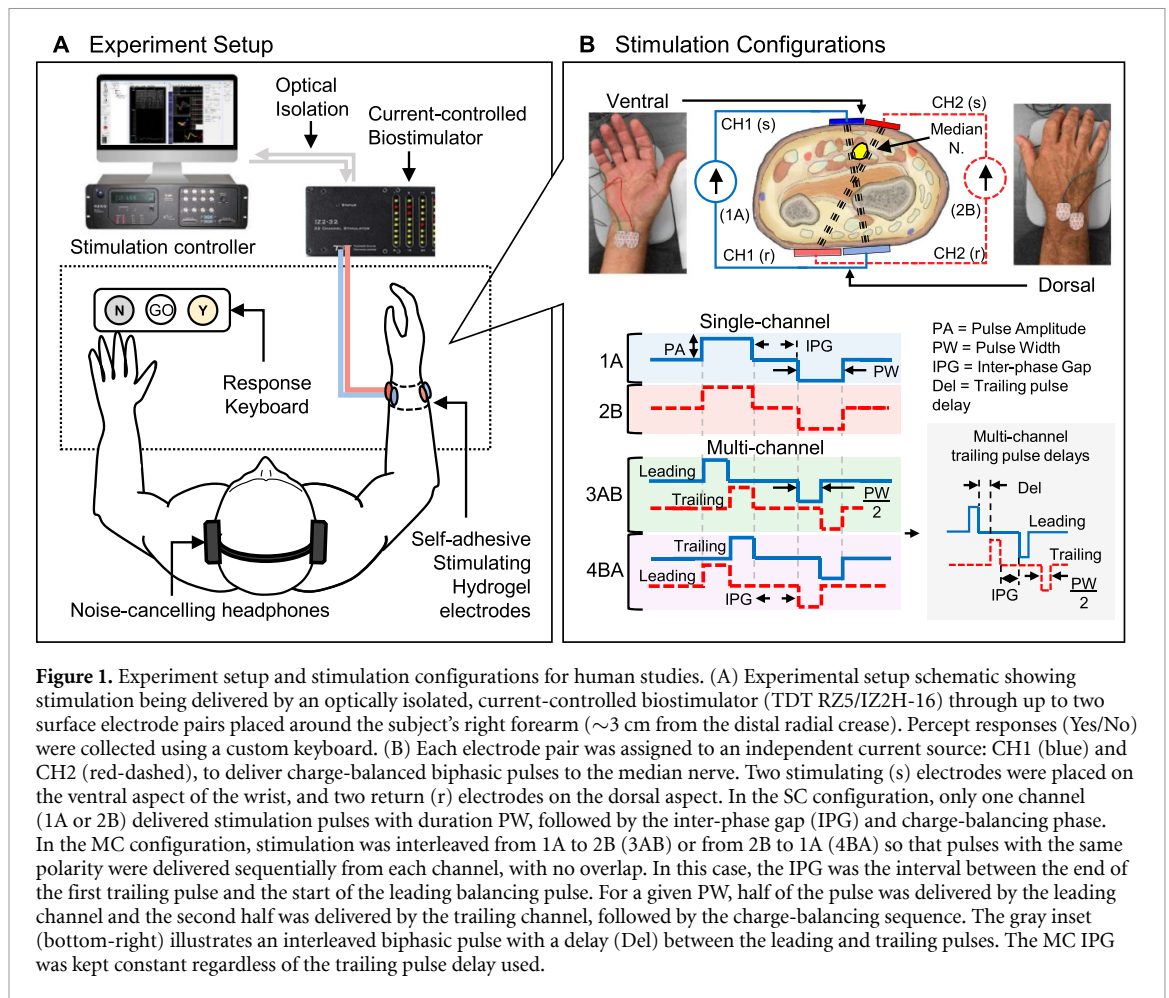 A Experiment Setup
Optical
Isolation
Current-controlled
Biostimulator
STATUS
IZ2-32
Stimulation controller
N GO Y
Response
Keyboard
Self-adhesive
Stimulating
Hydrogel
electrodes
Noise-cancelling headphones
B Stimulation Configurations
Ventral
CH1 (s)
CH2 (s)
Median
N.
(1A)
(2B)
CH1 (r)
CH2 (r)
Dorsal
Single-channel
1A
PA
IPG
PW
2B
PA = Pulse Amplitude
PW = Pulse Width
IPG = Inter-phase Gap
Del = Trailing pulse
delay
Multi-channel
3AB
Leading
Trailing
PW
2
4BA
Trailing
Leading
IPG
Multi-channel
trailing pulse delays
Del
Leading
Trailing
IPG
PW
2
Figure 1. Experiment setup and stimulation configurations for human studies. (A) Experimental setup schematic showing
stimulation being delivered by an optically isolated, current-controlled biostimulator (TDT RZ5/IZ2H-16) through up to two
surface electrode pairs placed around the subject's right forearm (∼3 cm from the distal radial crease). Percept responses (Yes/No)
were collected using a custom keyboard. (B) Each electrode pair was assigned to an independent current source: CH1 (blue) and
CH2 (red-dashed), to deliver charge-balanced biphasic pulses to the median nerve. Two stimulating (s) electrodes were placed on
the ventral aspect of the wrist, and two return (r) electrodes on the dorsal aspect. In the SC configuration, only one channel
(1A or 2B) delivered stimulation pulses with duration PW, followed by the inter-phase gap (IPG) and charge-balancing phase.
In the MC configuration, stimulation was interleaved from 1A to 2B (3AB) or from 2B to 1A (4BA) so that pulses with the same
polarity were delivered sequentially from each channel, with no overlap. In this case, the IPG was the interval between the end of
the first trailing pulse and the start of the leading balancing pulse. For a given PW, half of the pulse was delivered by the leading
channel and the second half was delivered by the trailing channel, followed by the charge-balancing sequence. The gray inset
(bottom-right) illustrates an interleaved biphasic pulse with a delay (Del) between the leading and trailing pulses. The MC IPG
was kept constant regardless of the trailing pulse delay used.